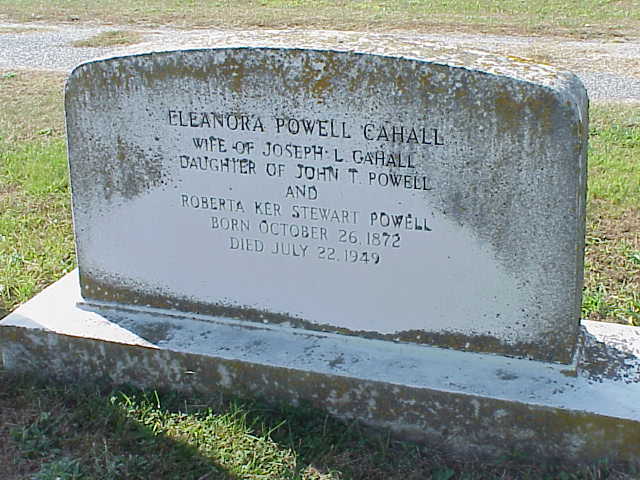 ELEANORA POWELL CAHALL
WIFE OF JOSEPH L. CAHALL
DAUGHTER OF JOHN T. POWELL
AND
ROBERTA KER STEWART POWELL
BORN OCTOBER 26, 1872
DIED JULY 22, 1949